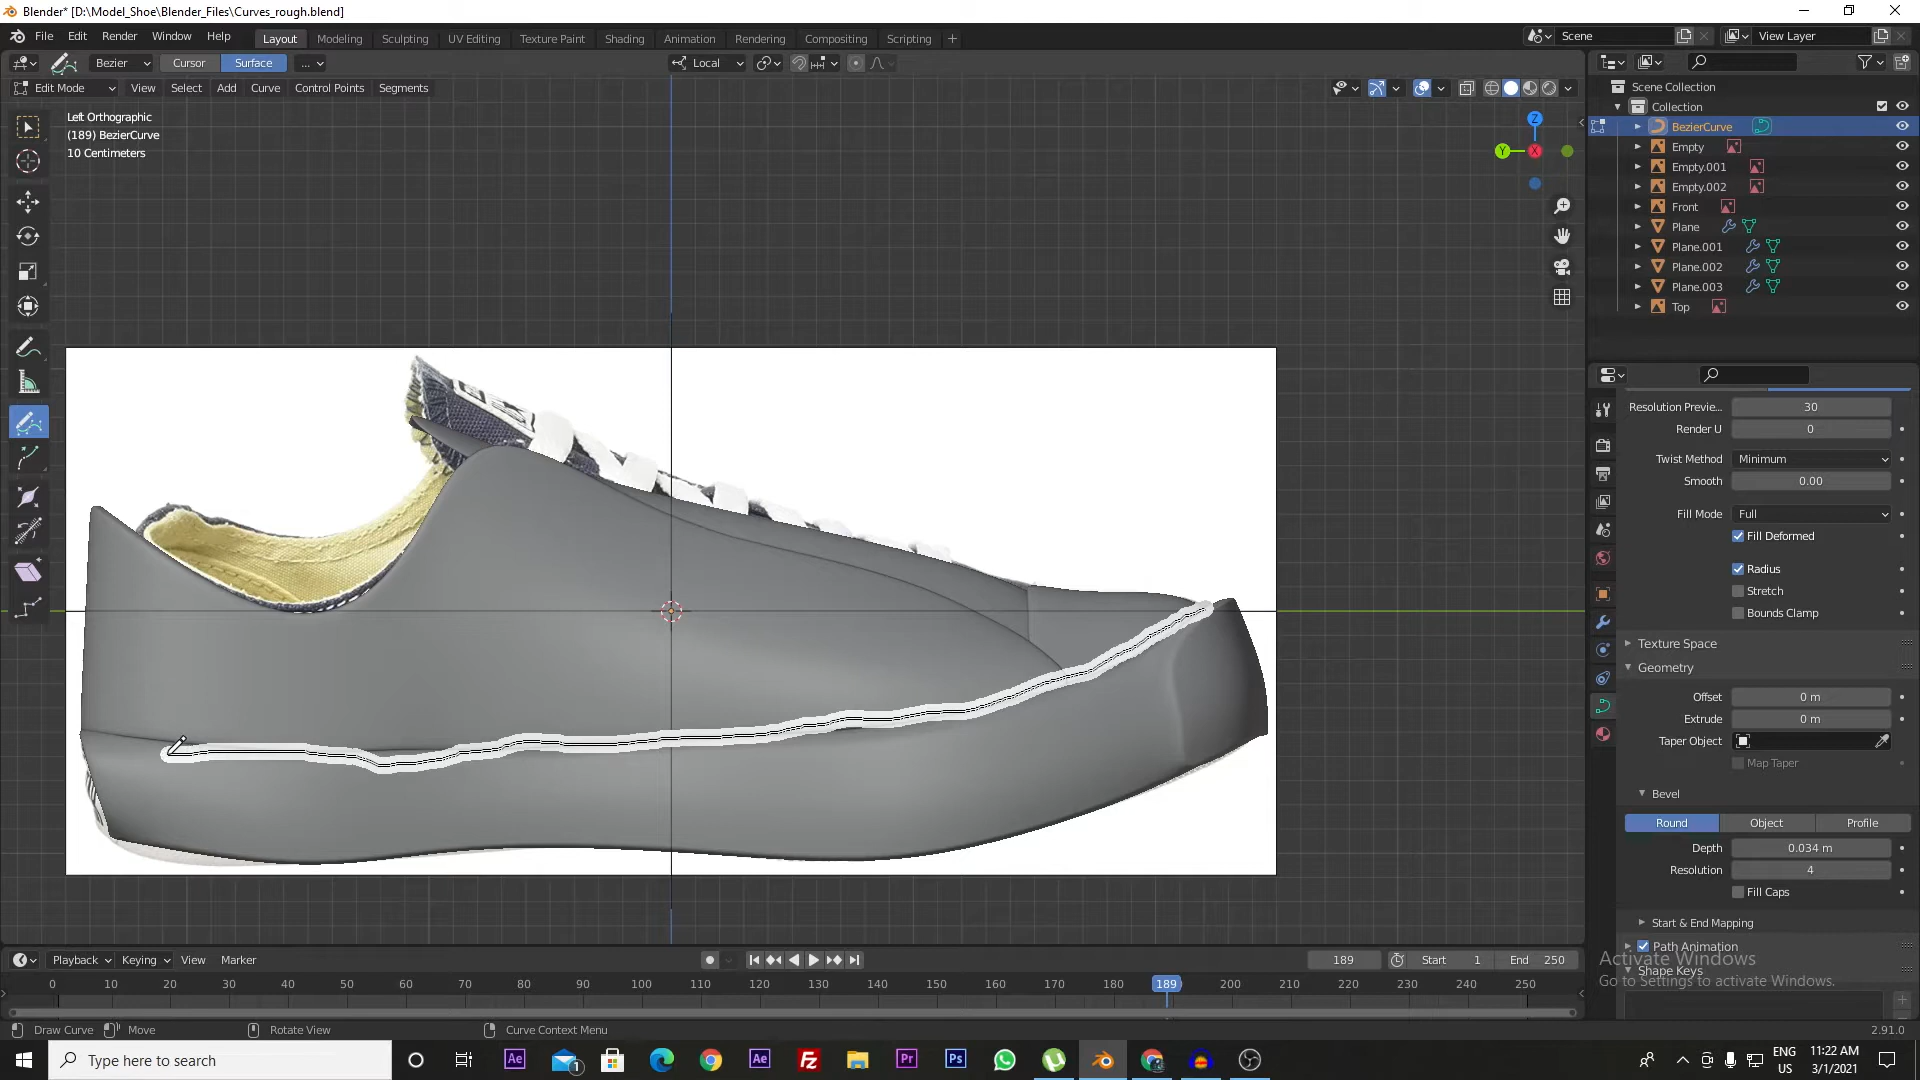 Blender* [D:\Model_Shoe\Blender_Files\Curves_rough.blend]
File Edit Render Window Help
Layout Modeling Sculpting UV Editing Texture Paint Shading Animation Rendering Compositing Scripting +
Scene
View Layer
Bezier Cursor Surface ... Local
Edit Mode View Select Add Curve Control Points Segments
Left Orthographic
(189) BezierCurve
10 Centimeters
Z
Y
X
Scene Collection
Collection
BezierCurve
Empty
Empty.001
Empty.002
Front
Plane
Plane.001
Plane.002
Plane.003
Top
Resolution Previe... 30
Render U 0
Twist Method Minimum
Smooth 0.00
Fill Mode Full
Fill Deformed
Radius
Stretch
Bounds Clamp
Texture Space
Geometry
Offset 0 m
Extrude 0 m
Taper Object
Map Taper
Bevel
Round Object Profile
Depth 0.034 m
Resolution 4
Fill Caps
Start & End Mapping
Path Animation
Activate Windows
Shape Keys
Go to Settings to activate Windows.
Playback Keying View Marker
189 Start 1 End 250
0 10 20 30 40 50 60 70 80 90 100 110 120 130 140 150 160 170 180 189 200 210 220 230 240 250
Draw Curve Move Rotate View Curve Context Menu
2.91.0
Type here to search
Ae
1
Ae
Fz
Pr
Ps
ENG
US
11:22 AM
3/1/2021